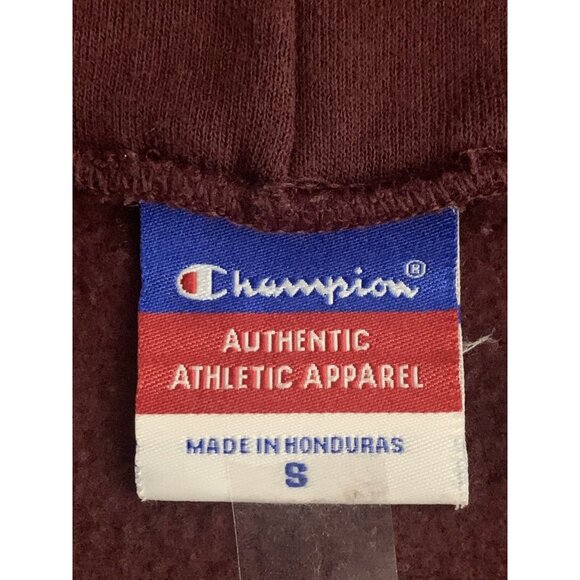 Champion®
AUTHENTIC
ATHLETIC APPAREL
MADE IN HONDURAS
S